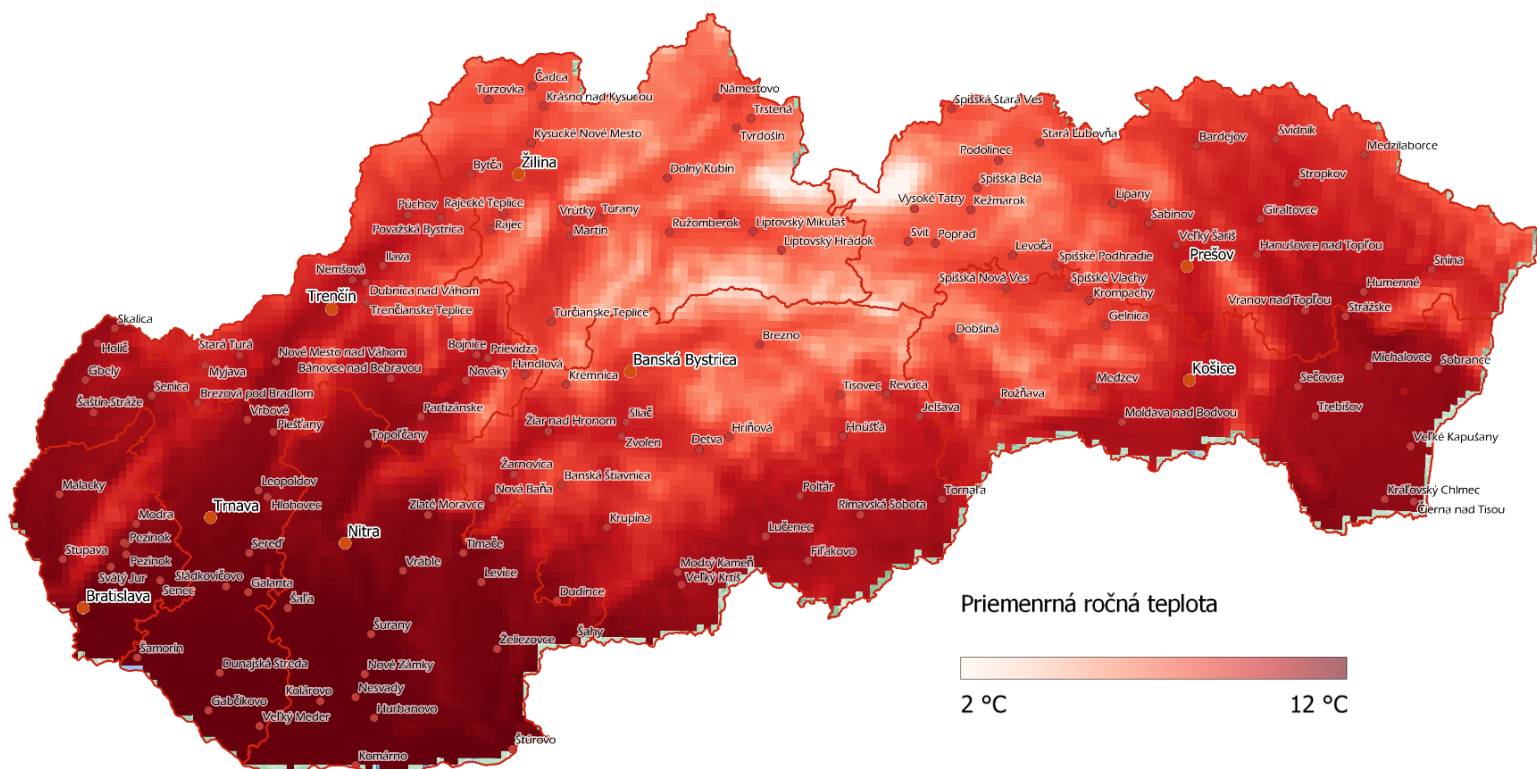 Čadca
Turzovka
Krásno nad Kysucou
Námestovo
Trstená
Tvrdošín
Kysucké Nové Mesto
Spišská Stará Ves
Stará Ľubovňa
Podolínec
Bardejov
Svidník
Medzilaborce
Bytča
Žilina
Dolný Kubín
Spišská Belá
Stropkov
Vysoké Tatry
Kežmarok
Lipany
Púchov
Rajecké Teplice
Vrútky
Turany
Považská Bystrica
Rajec
Martin
Ružomberok
Liptovský Mikuláš
Liptovský Hrádok
Svit
Poprad
Levoča
Sabinov
Giraltovce
Veľký Šariš
Hanušovce nad Topľou
Prešov
Ilava
Nemšová
Dubnica nad Váhom
Trenčín
Trenčianske Teplice
Spišské Podhradie
Spišská Nová Ves
Spišské Vlachy
Krompachy
Snina
Humenné
Vranov nad Topľou
Strážske
Skalica
Holíč
Stará Turá
Nové Mesto nad Váhom
Turčianske Teplice
Brezno
Dobšiná
Gelnica
Gbely
Myjava
Bánovce nad Bebravou
Bojnice
Prievidza
Handlová
Nováky
Kremnica
Banská Bystrica
Michalovce
Sobrance
Košice
Senica
Brezová pod Bradlom
Šaštín-Stráže
Vrbové
Piešťany
Partizánske
Topoľčany
Žiar nad Hronom
Sliač
Zvolen
Detva
Hriňová
Tisovec
Revúca
Jelšava
Rožňava
Medzev
Sečovce
Trebišov
Hnúšťa
Moldava nad Bodvou
Veľké Kapušany
Žarnovica
Banská Štiavnica
Nová Baňa
Malacky
Leopoldov
Hlohovec
Zlaté Moravce
Poltár
Rimavská Sobota
Tornaľa
Kráľovský Chlmec
Čierna nad Tisou
Modra
Trnava
Nitra
Krupina
Lučenec
Fiľakovo
Pezinok
Stupava
Pezinok
Sereď
Tlmače
Vráble
Levice
Modrý Kameň
Veľký Krtíš
Svätý Jur
Sládkovičovo
Senec
Galanta
Šaľa
Dudince
Bratislava
Šurany
Želiezovce
Šahy
Šamorín
Dunajská Streda
Nové Zámky
Gabčíkovo
Kolárovo
Nesvady
Veľký Meder
Hurbanovo
Štúrovo
Komárno
Priemenrná ročná teplota
2 °C
12 °C